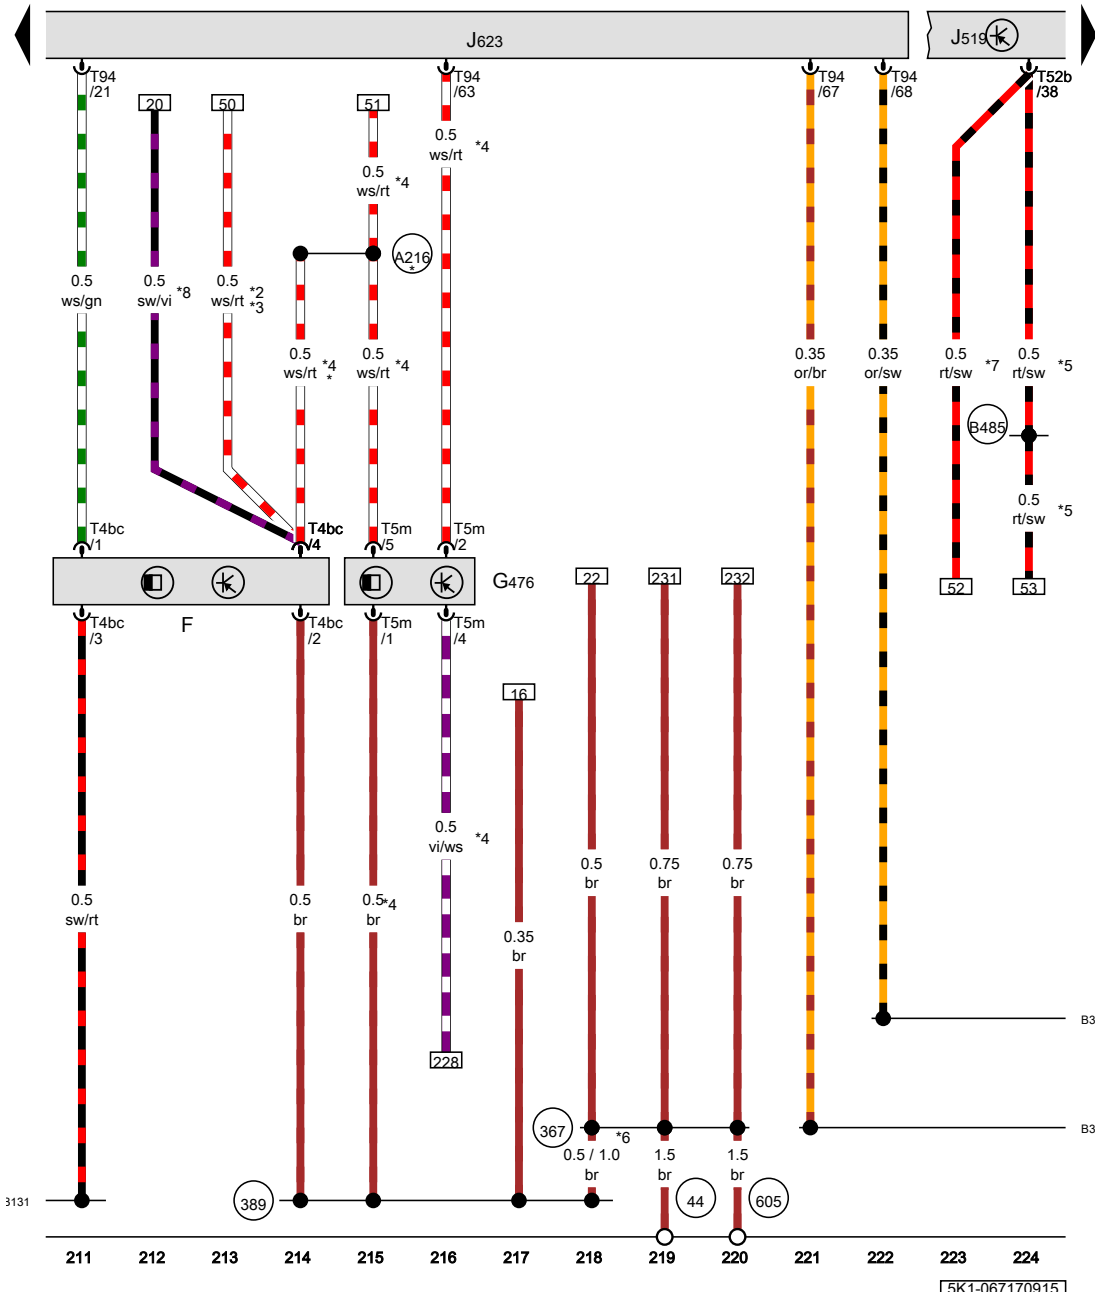 J623
J519
T94
/21
T94
/63
T94
/67
T94
/68
T52b
/38
20
50
51
0.5
ws/rt *4
0.5
ws/rt *4
A216
*
0.5
ws/gn
0.5
sw/vi *8
0.5
ws/rt *2
*3
0.5
ws/rt *4
*
0.5
ws/rt *4
0.35
or/br
0.35
or/sw
0.5
rt/sw *7
0.5
rt/sw *5
B485
0.5
rt/sw *5
T4bc
/1
T4bc
/4
T5m
/5
T5m
/2
G476
22
231
232
52
53
F
T4bc
/3
T4bc
/2
T5m
/1
T5m
/4
16
0.5
vi/ws *4
0.5
br
0.75
br
0.75
br
0.5
sw/rt
0.5
br
0.5 *4
br
0.35
br
228
B3
367
*6
B3
0.5 / 1.0
br
1.5
br
1.5
br
389
44
605
211 212 213 214 215 216 217 218 219 220 221 222 223 224
5K1-067170915